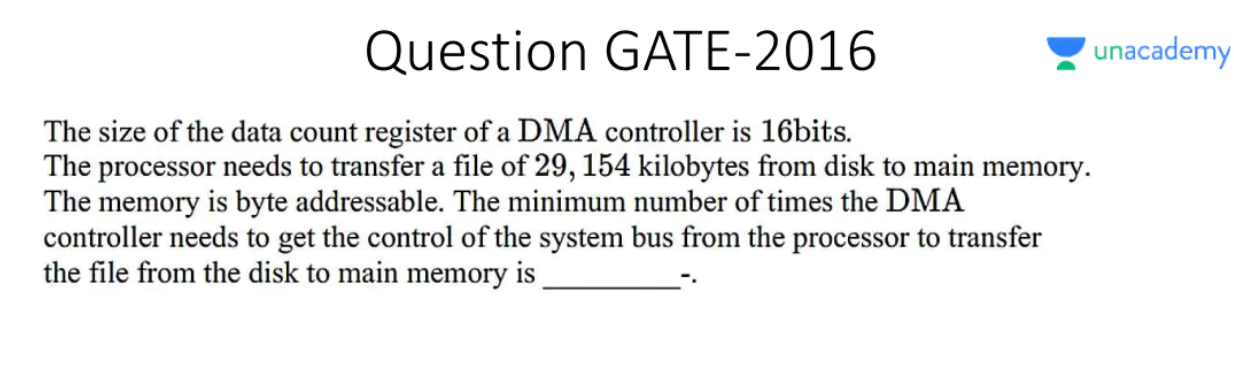 Question GATE-2016
unacademy
The size of the data count register of a DMA controller is 16bits.
The processor needs to transfer a file of 29, 154 kilobytes from disk to main memory.
The memory is byte addressable. The minimum number of times the DMA
controller needs to get the control of the system bus from the processor to transfer
the file from the disk to main memory is __________-.